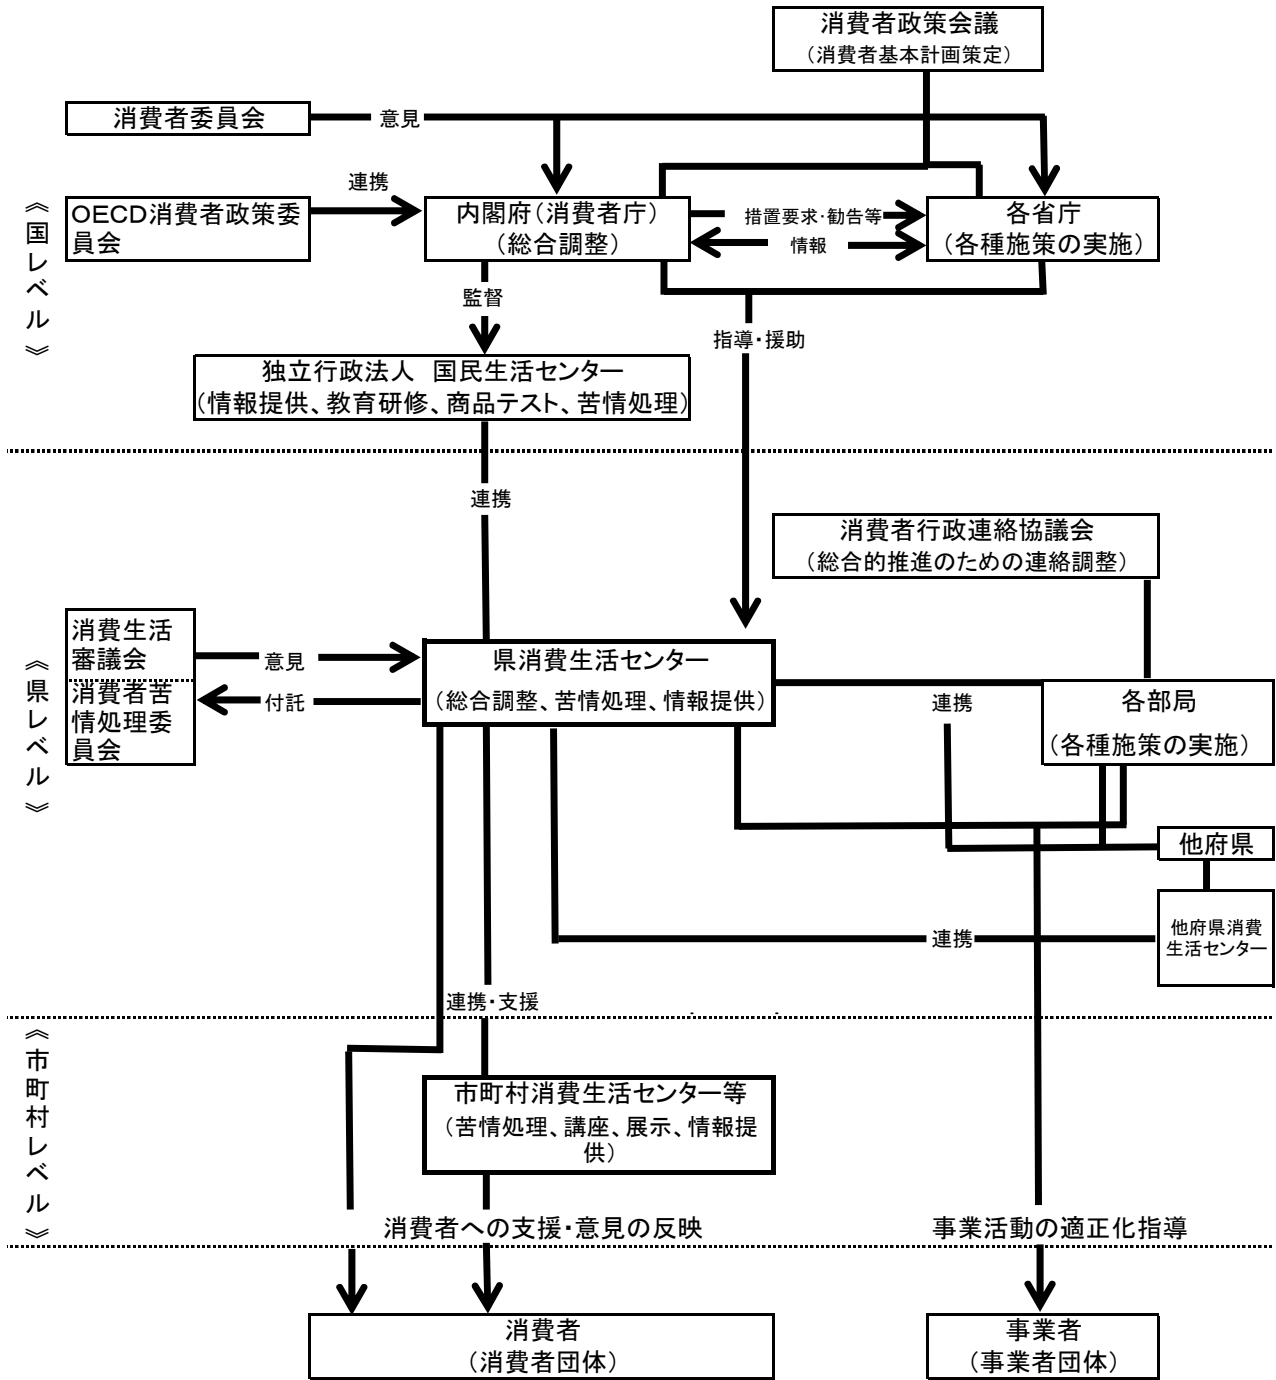 消費者政策会議
（消費者基本計画策定）
消費者委員会
意見
連携
《国レベル》
OECD消費者政策委
員会
内閣府（消費者庁）
（総合調整）
措置要求・勧告等
情報
各省庁
（各種施策の実施）
監督
指導・援助
独立行政法人　国民生活センター
（情報提供、教育研修、商品テスト、苦情処理）
連携
消費者行政連絡協議会
（総合的推進のための連絡調整）
《県レベル》
消費生活
審議会
消費者苦
情処理委
員会
意見
付託
県消費生活センター
（総合調整、苦情処理、情報提供）
連携
各部局
（各種施策の実施）
他府県
連携
他府県消費
生活センター
連携・支援
《市町村レベル》
市町村消費生活センター等
（苦情処理、講座、展示、情報提
供）
消費者への支援・意見の反映
事業活動の適正化指導
消費者
（消費者団体）
事業者
（事業者団体）